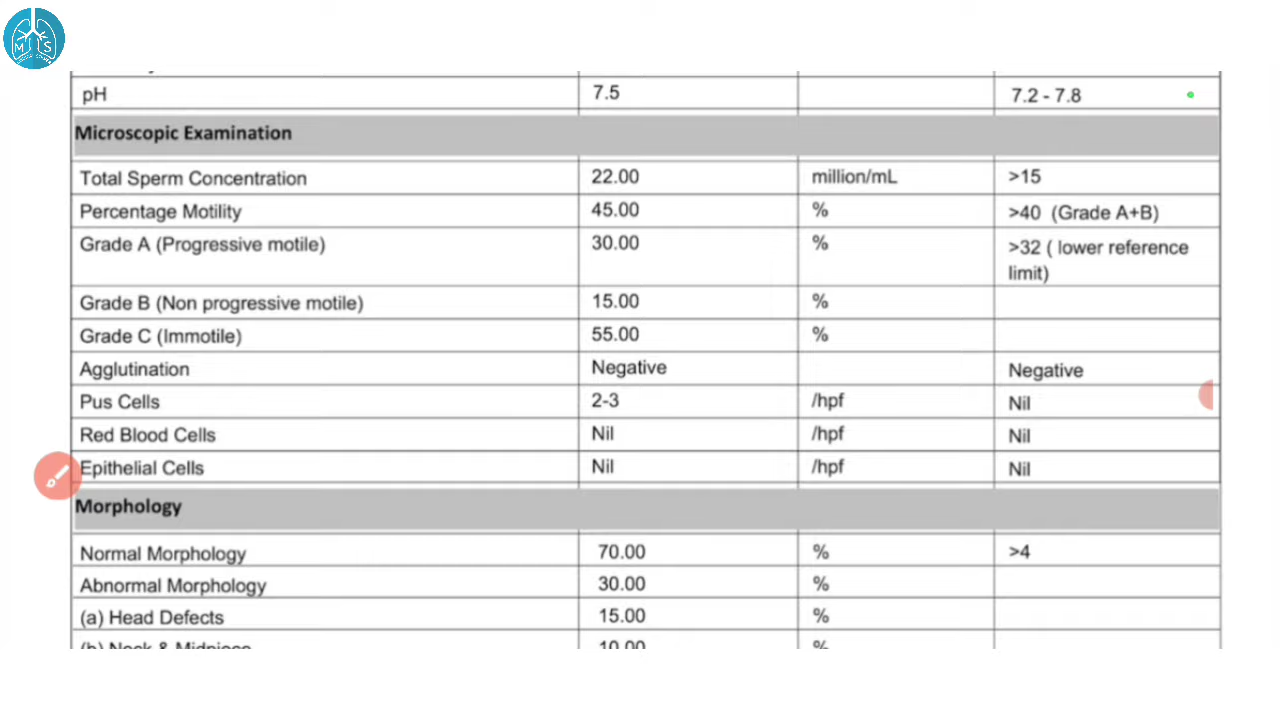 M S
pH 7.5 7.2 - 7.8
Microscopic Examination
Total Sperm Concentration 22.00 million/mL >15
Percentage Motility 45.00 % >40 (Grade A+B)
Grade A (Progressive motile) 30.00 % >32 ( lower reference
limit)
Grade B (Non progressive motile) 15.00 %
Grade C (Immotile) 55.00 %
Agglutination Negative Negative
Pus Cells 2-3 /hpf Nil
Red Blood Cells Nil /hpf Nil
Epithelial Cells Nil /hpf Nil
Morphology
Normal Morphology 70.00 % >4
Abnormal Morphology 30.00 %
(a) Head Defects 15.00 %
(b) Neck & Midpiece 10.00 %